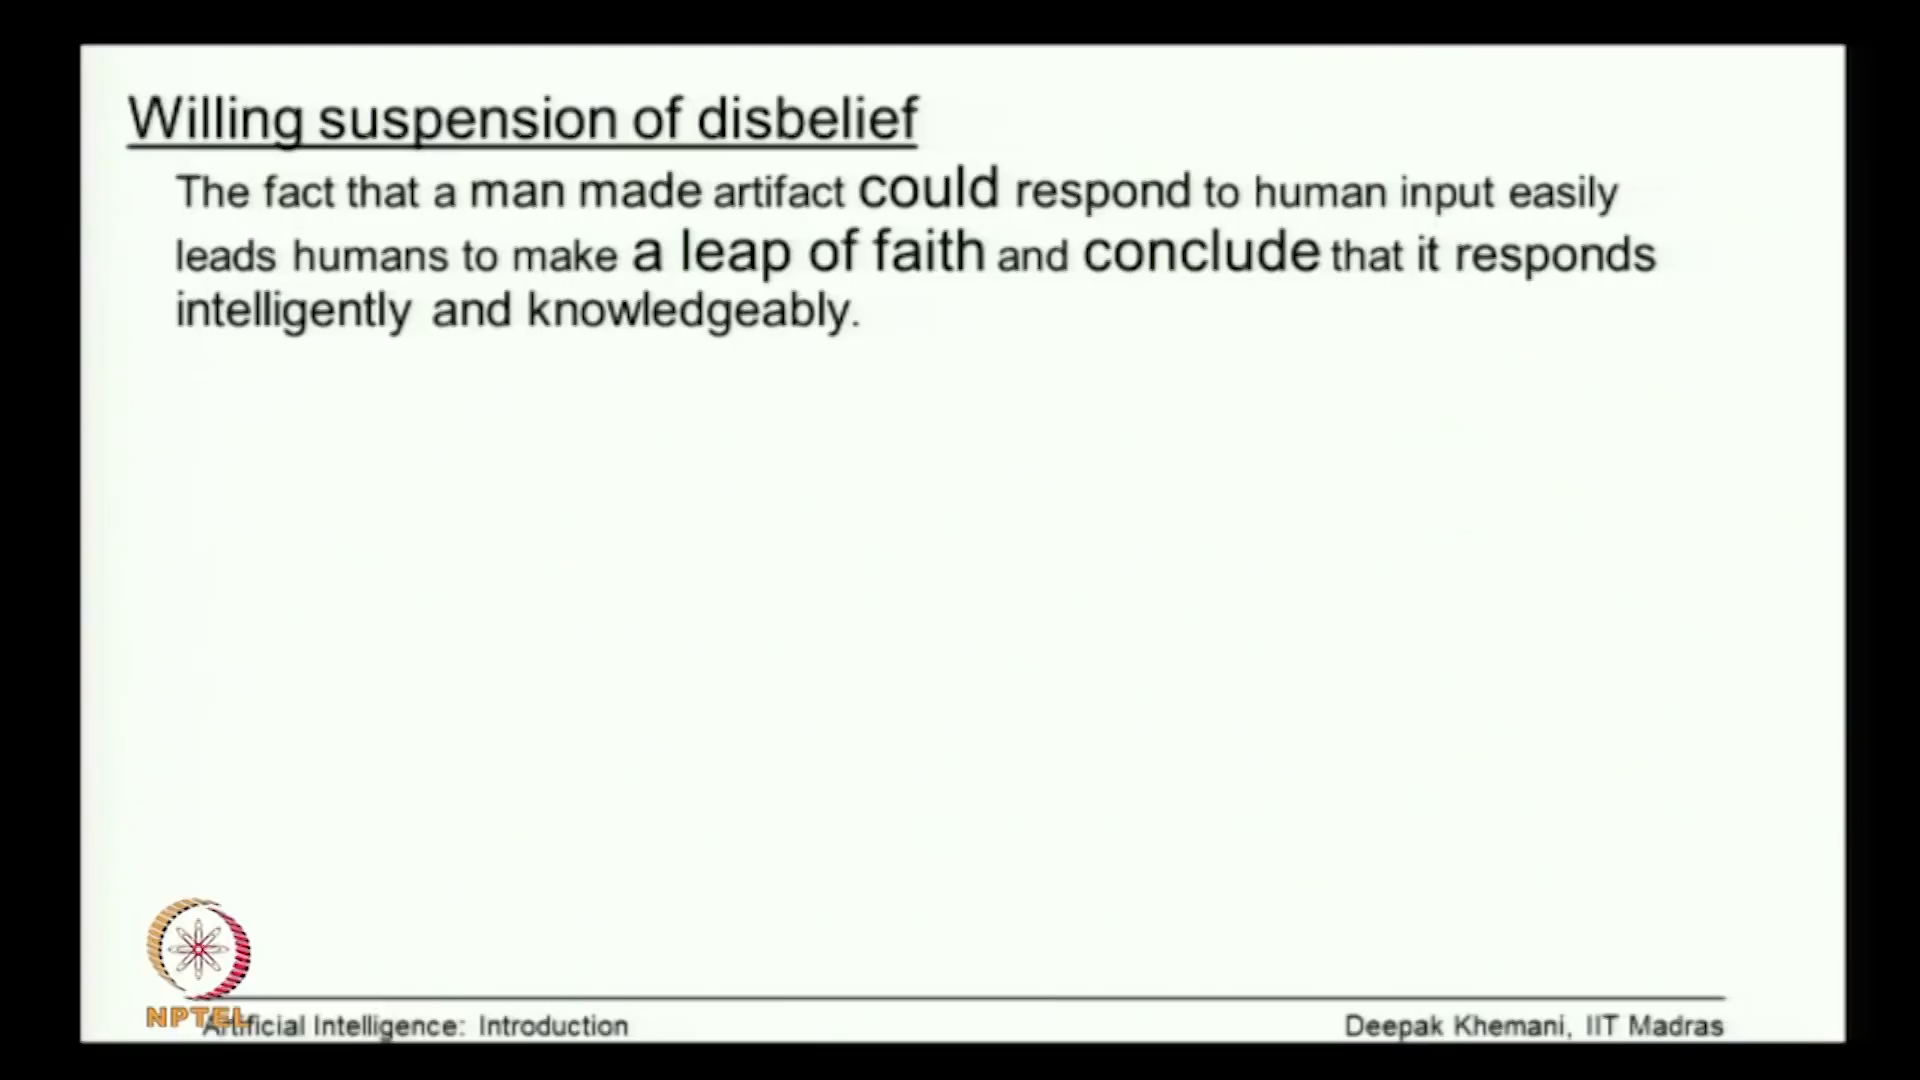 Willing suspension of disbelief
The fact that a man made artifact could respond to human input easily
leads humans to make a leap of faith and conclude that it responds
intelligently and knowledgeably.
NPTEL
Artificial Intelligence: Introduction
Deepak Khemani, IIT Madras